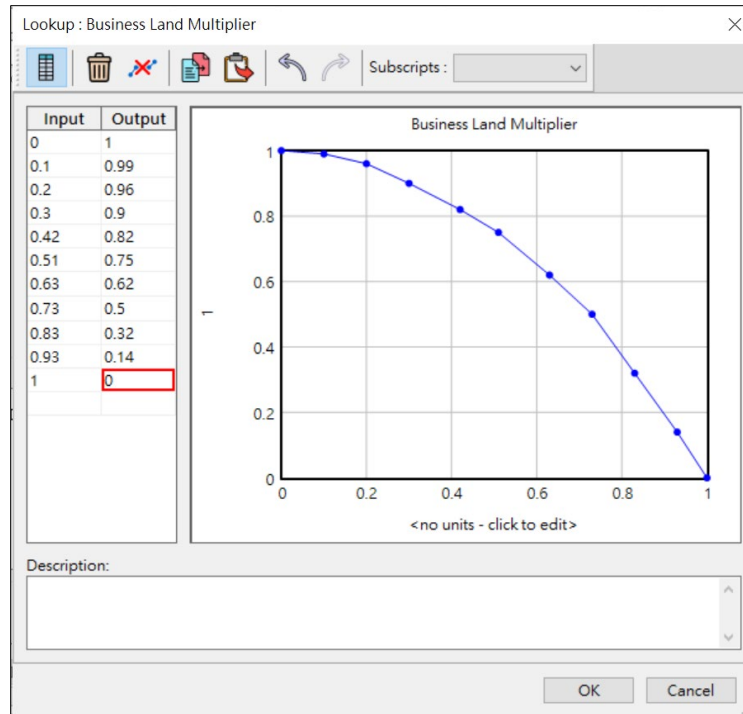 Lookup : Business Land Multiplier
Subscripts :
Input Output
0 1
0.1 0.99
0.2 0.96
0.3 0.9
0.42 0.82
0.51 0.75
0.63 0.62
0.73 0.5
0.83 0.32
0.93 0.14
1 0
Business Land Multiplier
1
0.8
0.6
0.4
0.2
0
1
0 0.2 0.4 0.6 0.8 1
<no units - click to edit>
Description:
OK Cancel